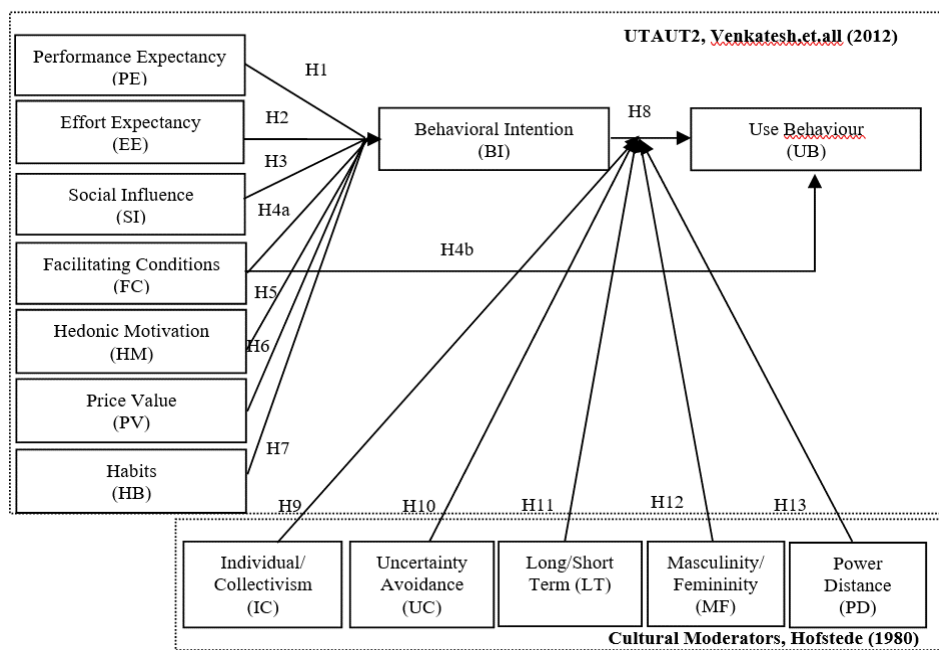 UTAUT2, Venkatesh,et.all (2012)
Performance Expectancy
(PE)
H1
Effort Expectancy
(EE)
H2
Behavioral Intention
(BI)
H8
Use Behaviour
(UB)
H3
Social Influence
(SI)
H4a
Facilitating Conditions
(FC)
H4b
H5
Hedonic Motivation
(HM)
H6
Price Value
(PV)
H7
Habits
(HB)
H9
H10
H11
H12
H13
Individual/
Collectivism
(IC)
Uncertainty
Avoidance
(UC)
Long/Short
Term (LT)
Masculinity/
Femininity
(MF)
Power
Distance
(PD)
Cultural Moderators, Hofstede (1980)